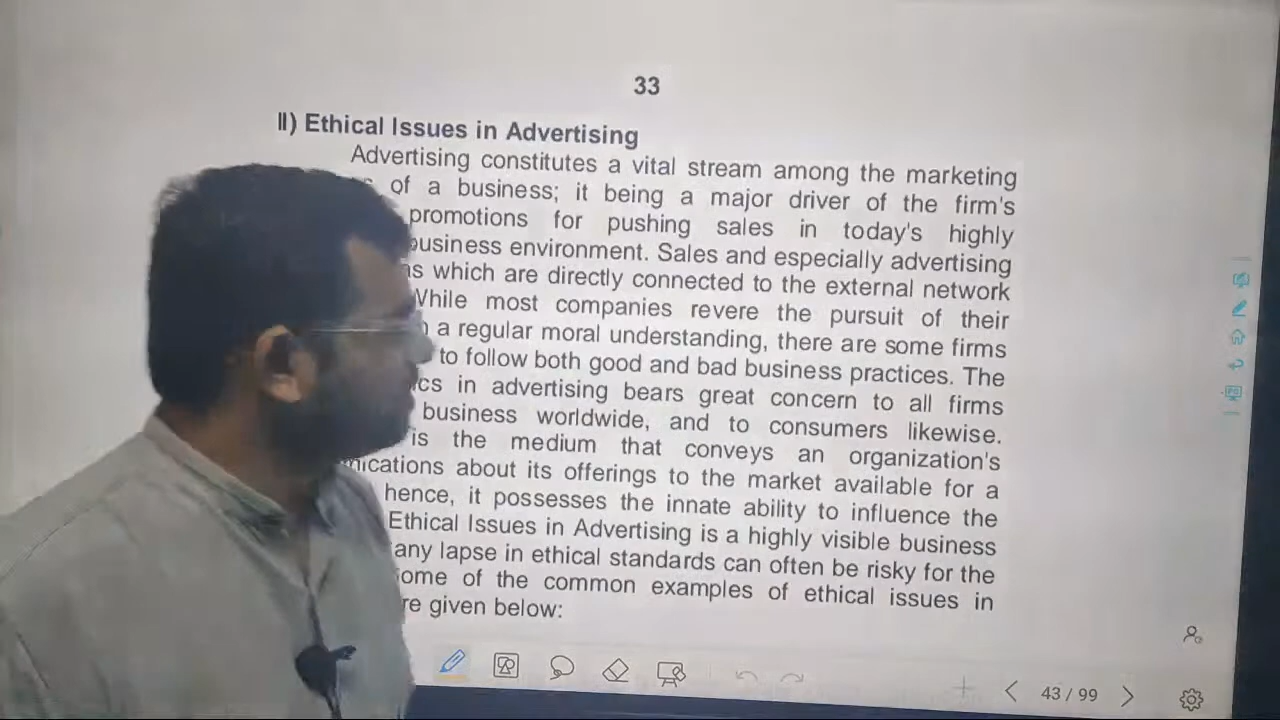 33
II) Ethical Issues in Advertising
Advertising constitutes a vital stream among the marketing
of a business; it being a major driver of the firm's
promotions for pushing sales in today's highly
business environment. Sales and especially advertising
which are directly connected to the external network
While most companies revere the pursuit of their
a regular moral understanding, there are some firms
to follow both good and bad business practices. The
in advertising bears great concern to all firms
business worldwide, and to consumers likewise.
is the medium that conveys an organization's
about its offerings to the market available for a
hence, it possesses the innate ability to influence the
Ethical Issues in Advertising is a highly visible business
any lapse in ethical standards can often be risky for the
ome of the common examples of ethical issues in
re given below:
43 / 99